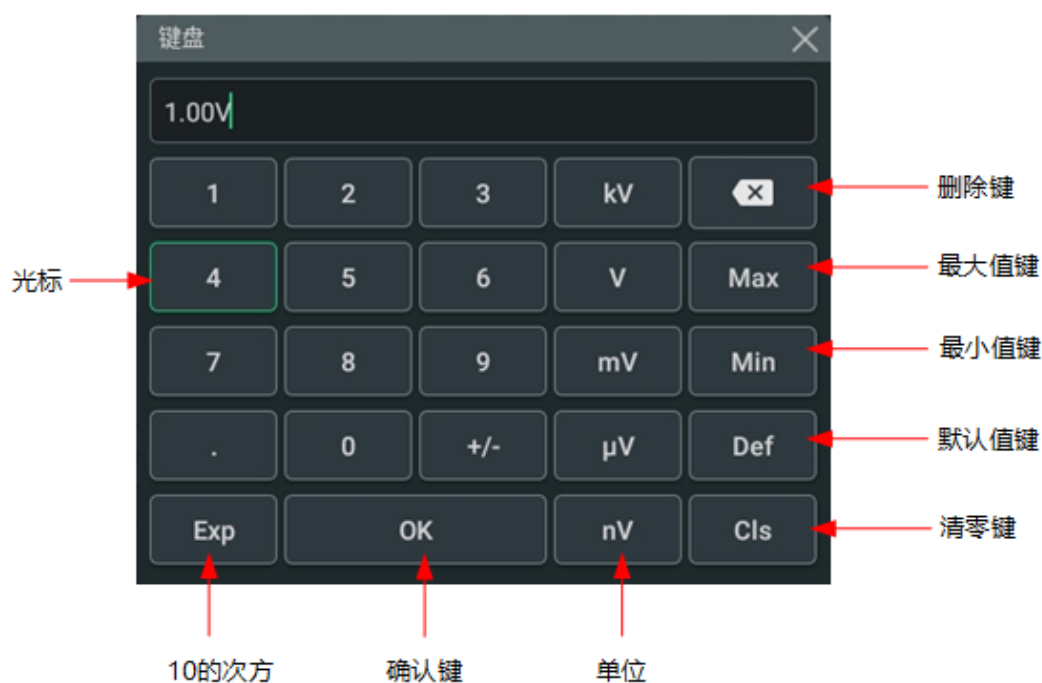 键盘
1.00V
1 2 3 kV 删除键
光标 4 5 6 V Max 最大值键
7 8 9 mV Min 最小值键
. 0 +/- µV Def 默认值键
Exp OK nV Cls 清零键
10的次方 确认键 单位